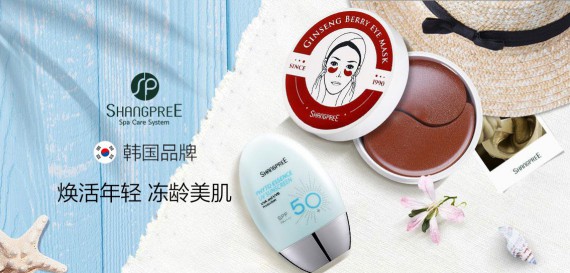 SHANGPREE
Spa Care System
韩国品牌
焕活年轻 冻龄美肌
GINSENG BERRY EYE MASK
SINCE
1990
SHANGPREE
SHANGPREE
SPF
50
SHANGPREE